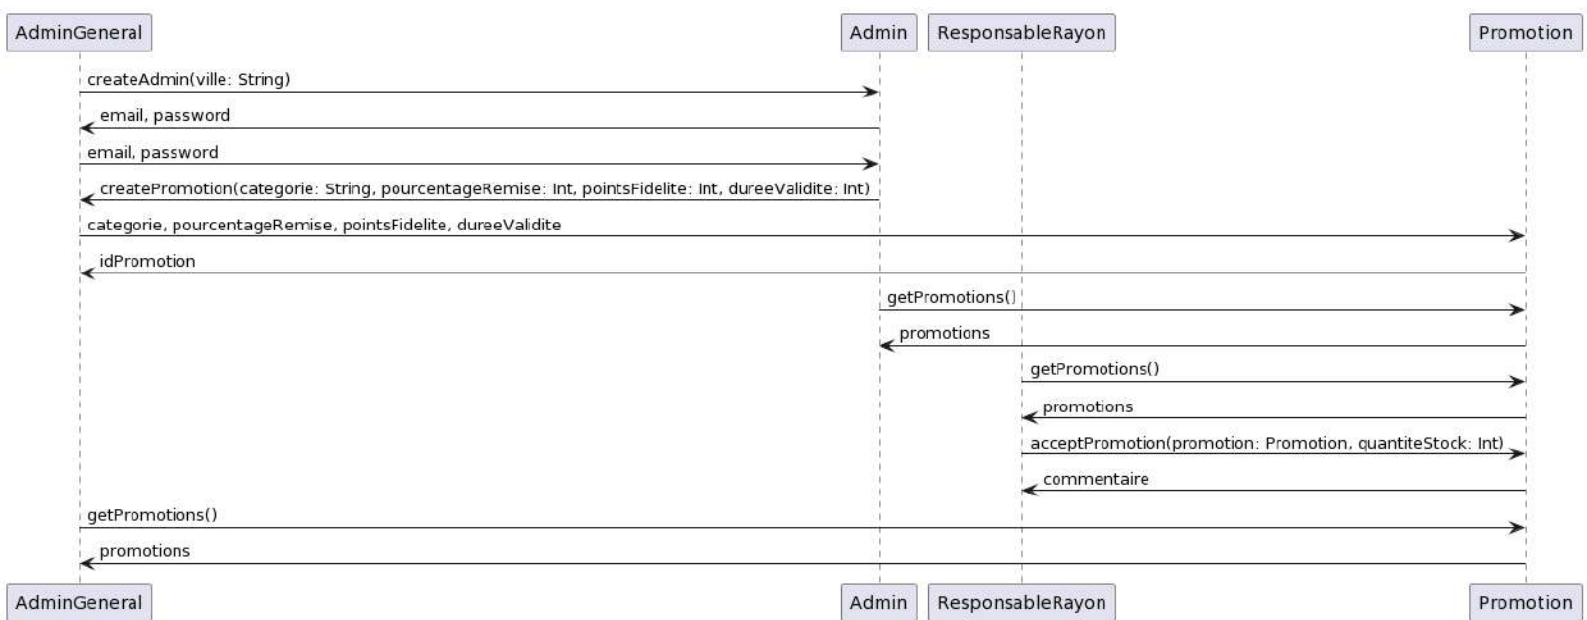 AdminGeneral Admin ResponsableRayon Promotion
createAdmin(ville: String)
email, password
email, password
createPromotion(categorie: String, pourcentageRemise: Int, pointsFidelite: Int, dureeValidite: Int)
categorie, pourcentageRemise, pointsFidelite, dureeValidite
idPromotion
getPromotions()
promotions
getPromotions()
promotions
acceptPromotion(promotion: Promotion, quantiteStock: Int)
commentaire
getPromotions()
promotions
AdminGeneral Admin ResponsableRayon Promotion